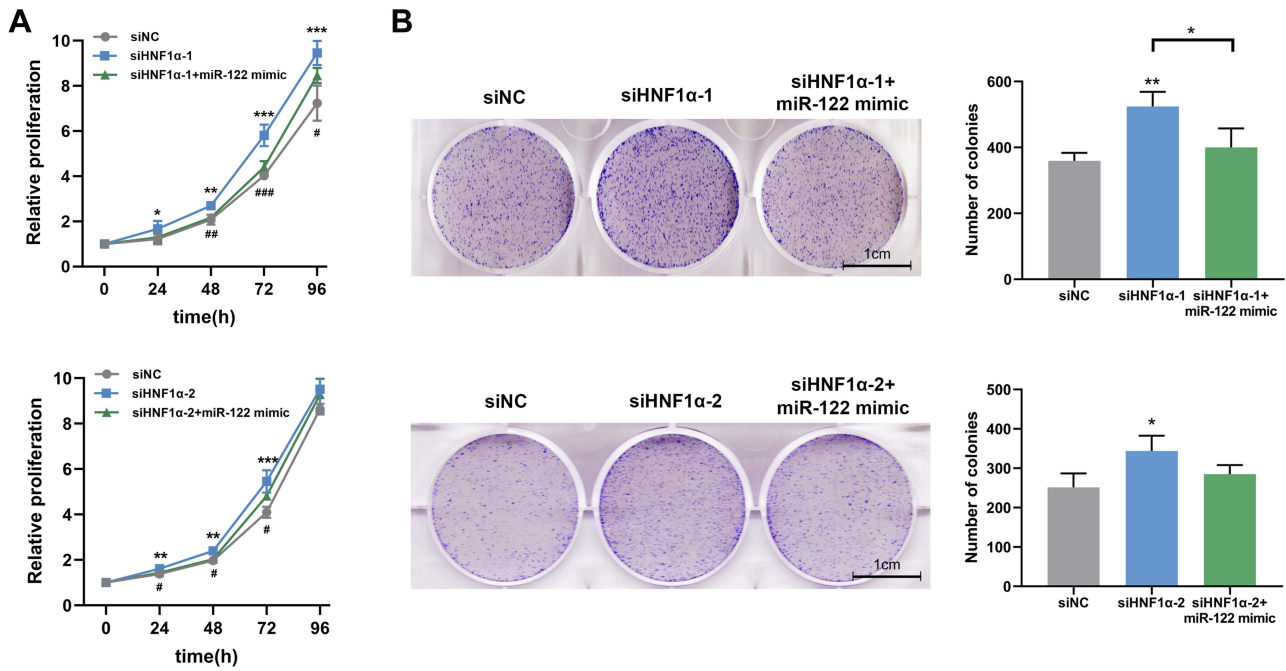 A
siNC
siHNF1α-1
siHNF1α-1+miR-122 mimic
Relative proliferation
10
8
6
4
2
0
*
**
***
***
##
###
#
0 24 48 72 96
time(h)
B
siNC
siHNF1α-1
siHNF1α-1+
miR-122 mimic
1cm
Number of colonies
600
400
200
0
**
*
siNC
siHNF1α-1
siHNF1α-1+
miR-122 mimic
siNC
siHNF1α-2
siHNF1α-2+miR-122 mimic
Relative proliferation
10
8
6
4
2
0
**
**
***
#
#
#
0 24 48 72 96
time(h)
siNC
siHNF1α-2
siHNF1α-2+
miR-122 mimic
1cm
Number of colonies
500
400
300
200
100
0
*
siNC
siHNF1α-2
siHNF1α-2+
miR-122 mimic